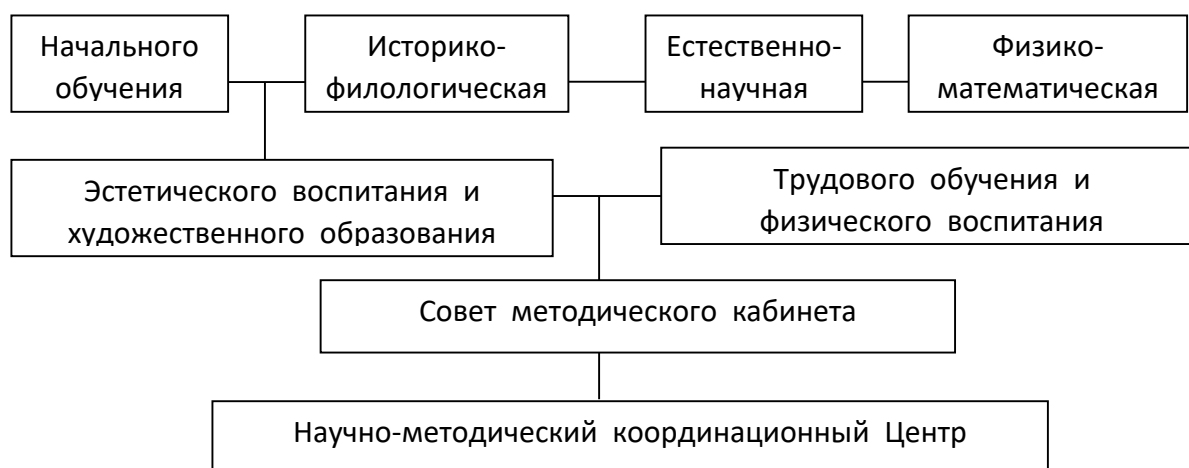 Начального
обучения
Историко-
филологическая
Естественно-
научная
Физико-
математическая
Эстетического воспитания и
художественного образования
Трудового обучения и
физического воспитания
Совет методического кабинета
Научно-методический координационный Центр